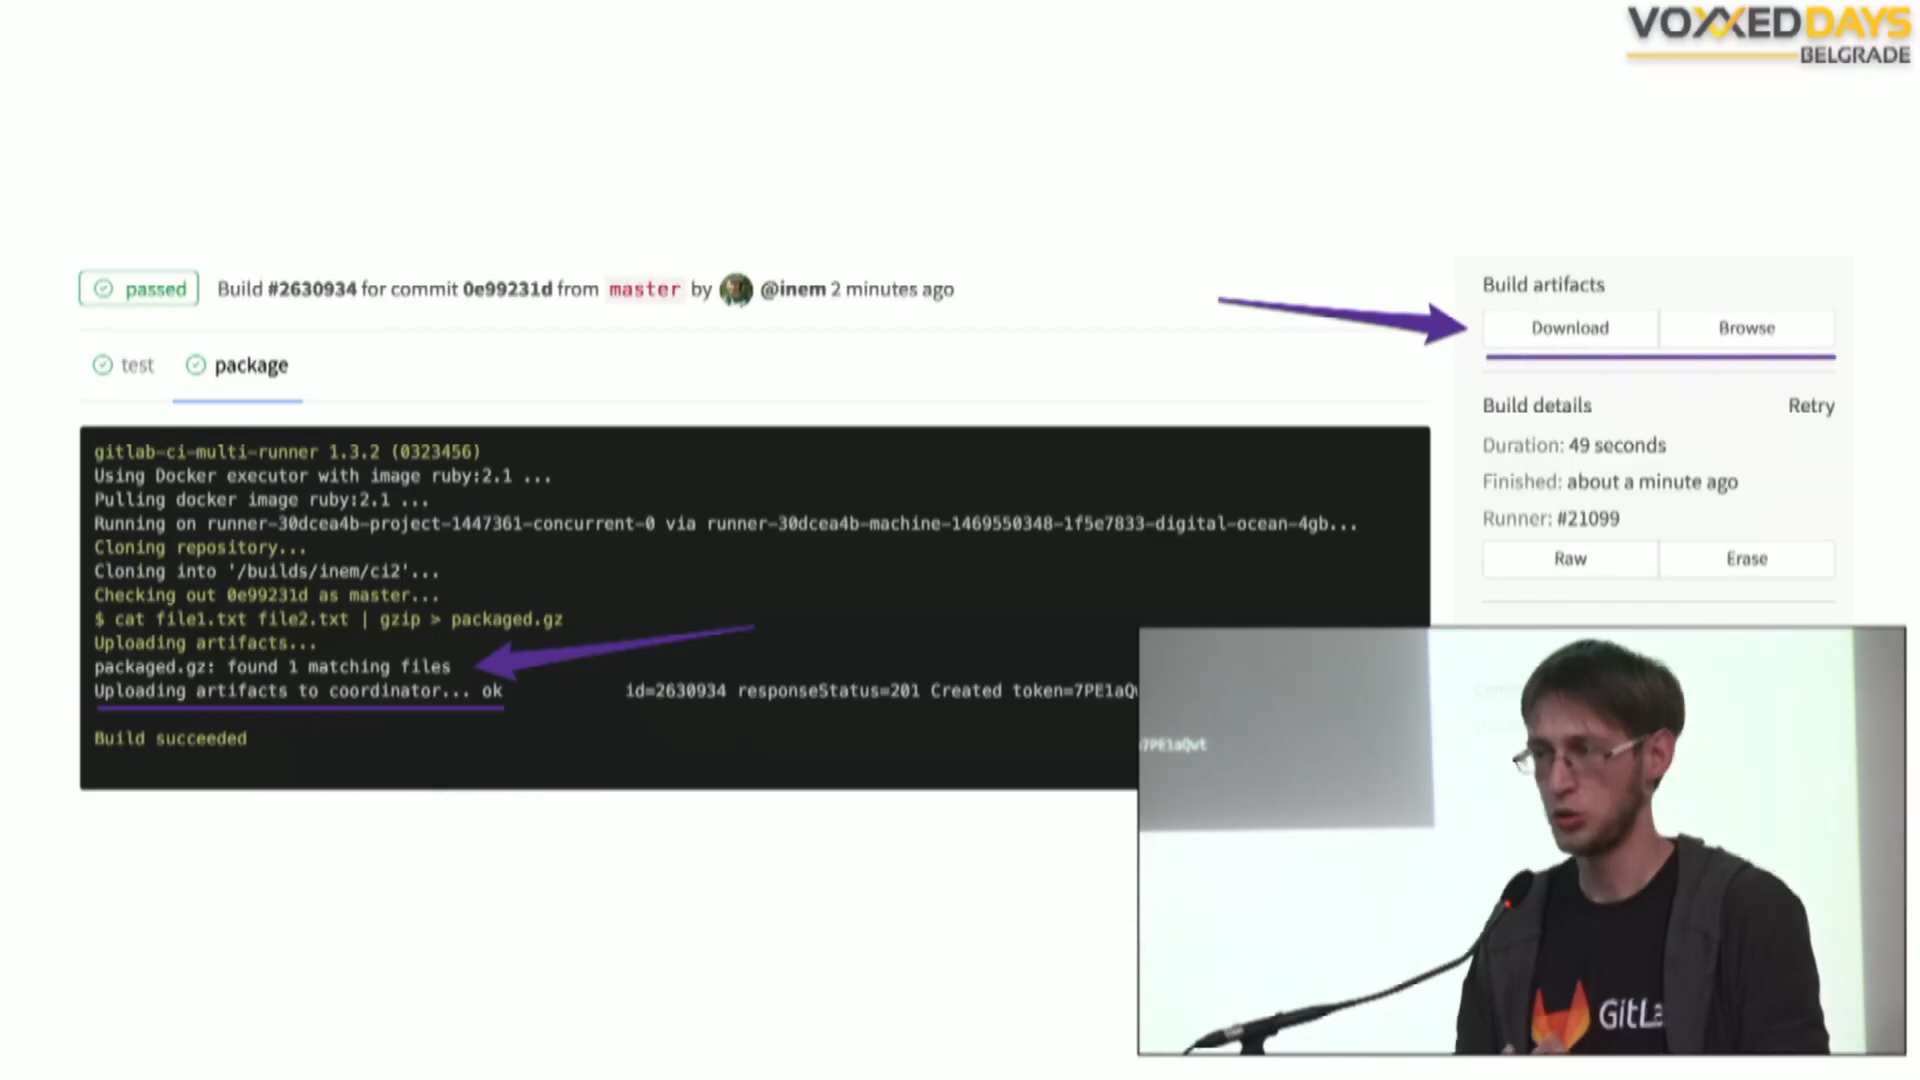 VOXXED DAYS
BELGRADE
passed Build #2630934 for commit 0e99231d from master by @inem 2 minutes ago
test package
gitlab-ci-multi-runner 1.3.2 (0323456)
Using Docker executor with image ruby:2.1 ...
Pulling docker image ruby:2.1 ...
Running on runner-30dcea4b-project-1447361-concurrent-0 via runner-30dcea4b-machine-1469550348-1f5e7833-digital-ocean-4gb...
Cloning repository...
Cloning into '/builds/inem/ci2'...
Checking out 0e99231d as master...
$ cat file1.txt file2.txt | gzip > packaged.gz
Uploading artifacts...
packaged.gz: found 1 matching files
Uploading artifacts to coordinator... ok id=2630934 responseStatus=201 Created token=7PE1aQ
Build succeeded
Build artifacts
Download Browse
Build details Retry
Duration: 49 seconds
Finished: about a minute ago
Runner: #21099
Raw Erase
7PE1aQwt
GitLa